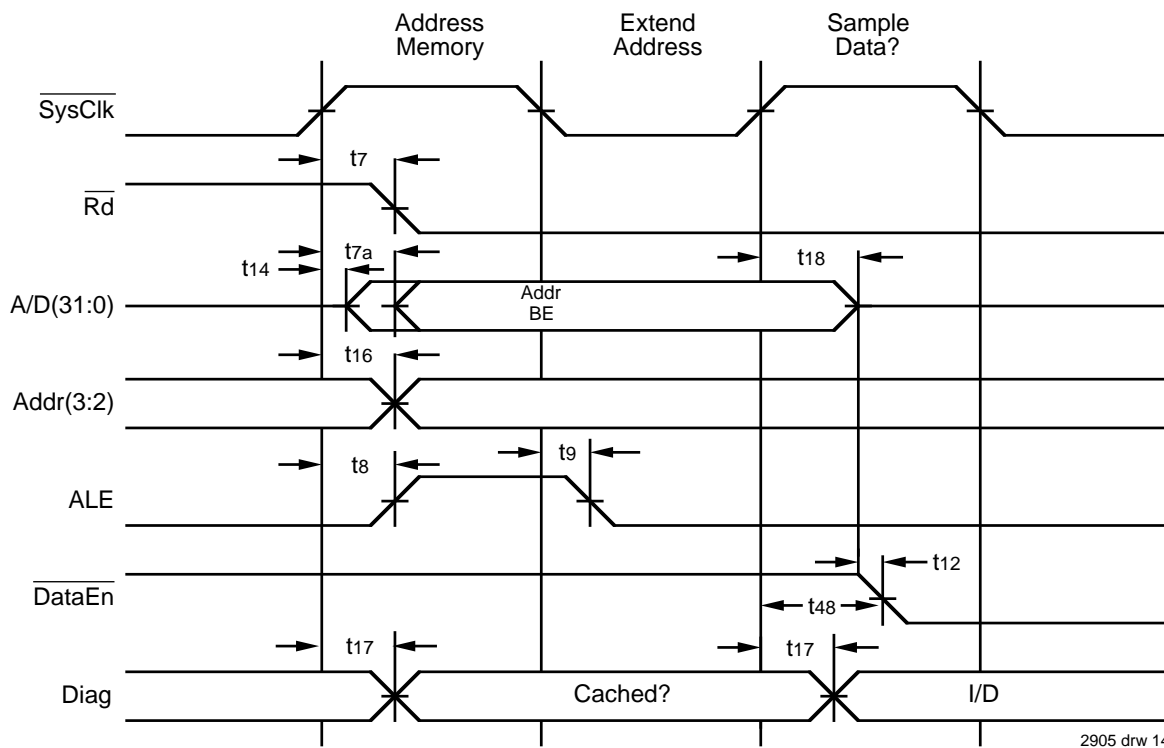 Address
Memory
Extend
Address
Sample
Data?
SysClk
t7
Rd
t7a
t14
t18
A/D(31:0)
Addr
BE
t16
Addr(3:2)
t8
t9
ALE
t12
DataEn
t48
t17
t17
Diag
Cached?
I/D
2905 drw 14